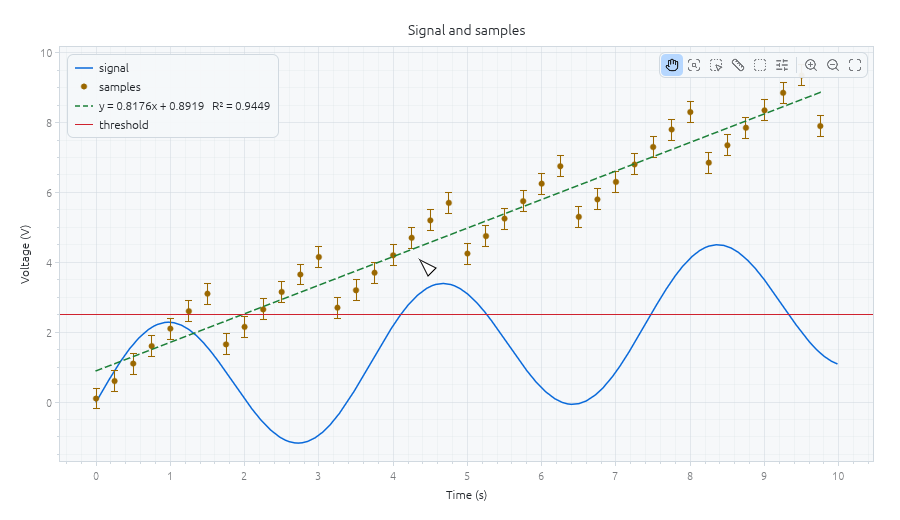 Signal and samples
signal
samples
y = 0.8176x + 0.8919 R² = 0.9449
threshold
10
8
6
4
2
0
Voltage (V)
0 1 2 3 4 5 6 7 8 9 10
Time (s)